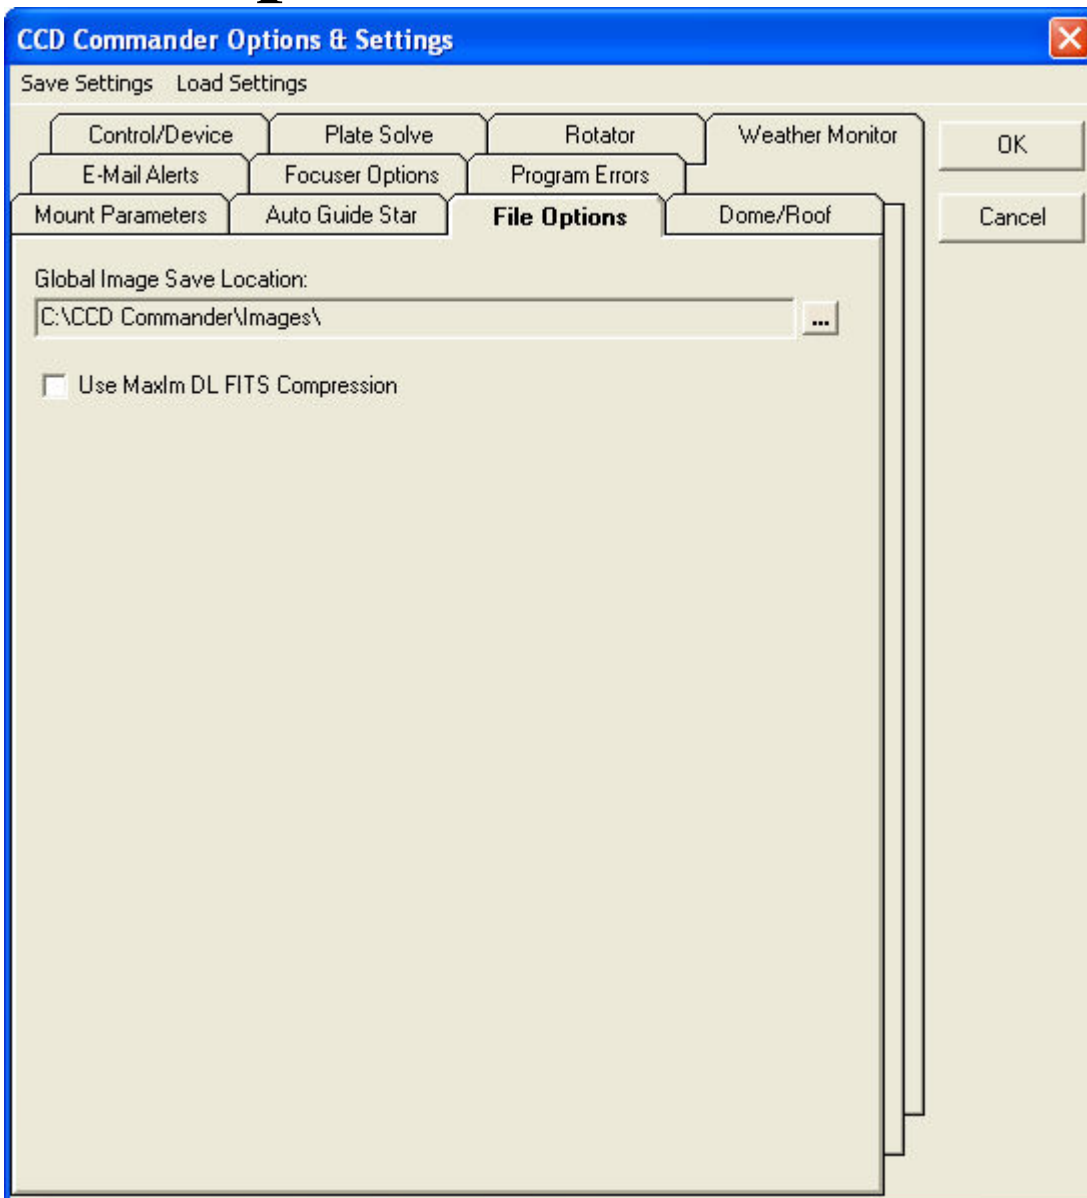 CCD Commander Options & Settings
Save Settings Load Settings
Control/Device Plate Solve Rotator Weather Monitor
OK
E-Mail Alerts Focuser Options Program Errors
Mount Parameters Auto Guide Star File Options Dome/Roof
Cancel
Global Image Save Location:
C:\CCD Commander\Images\
...
Use MaxIm DL FITS Compression